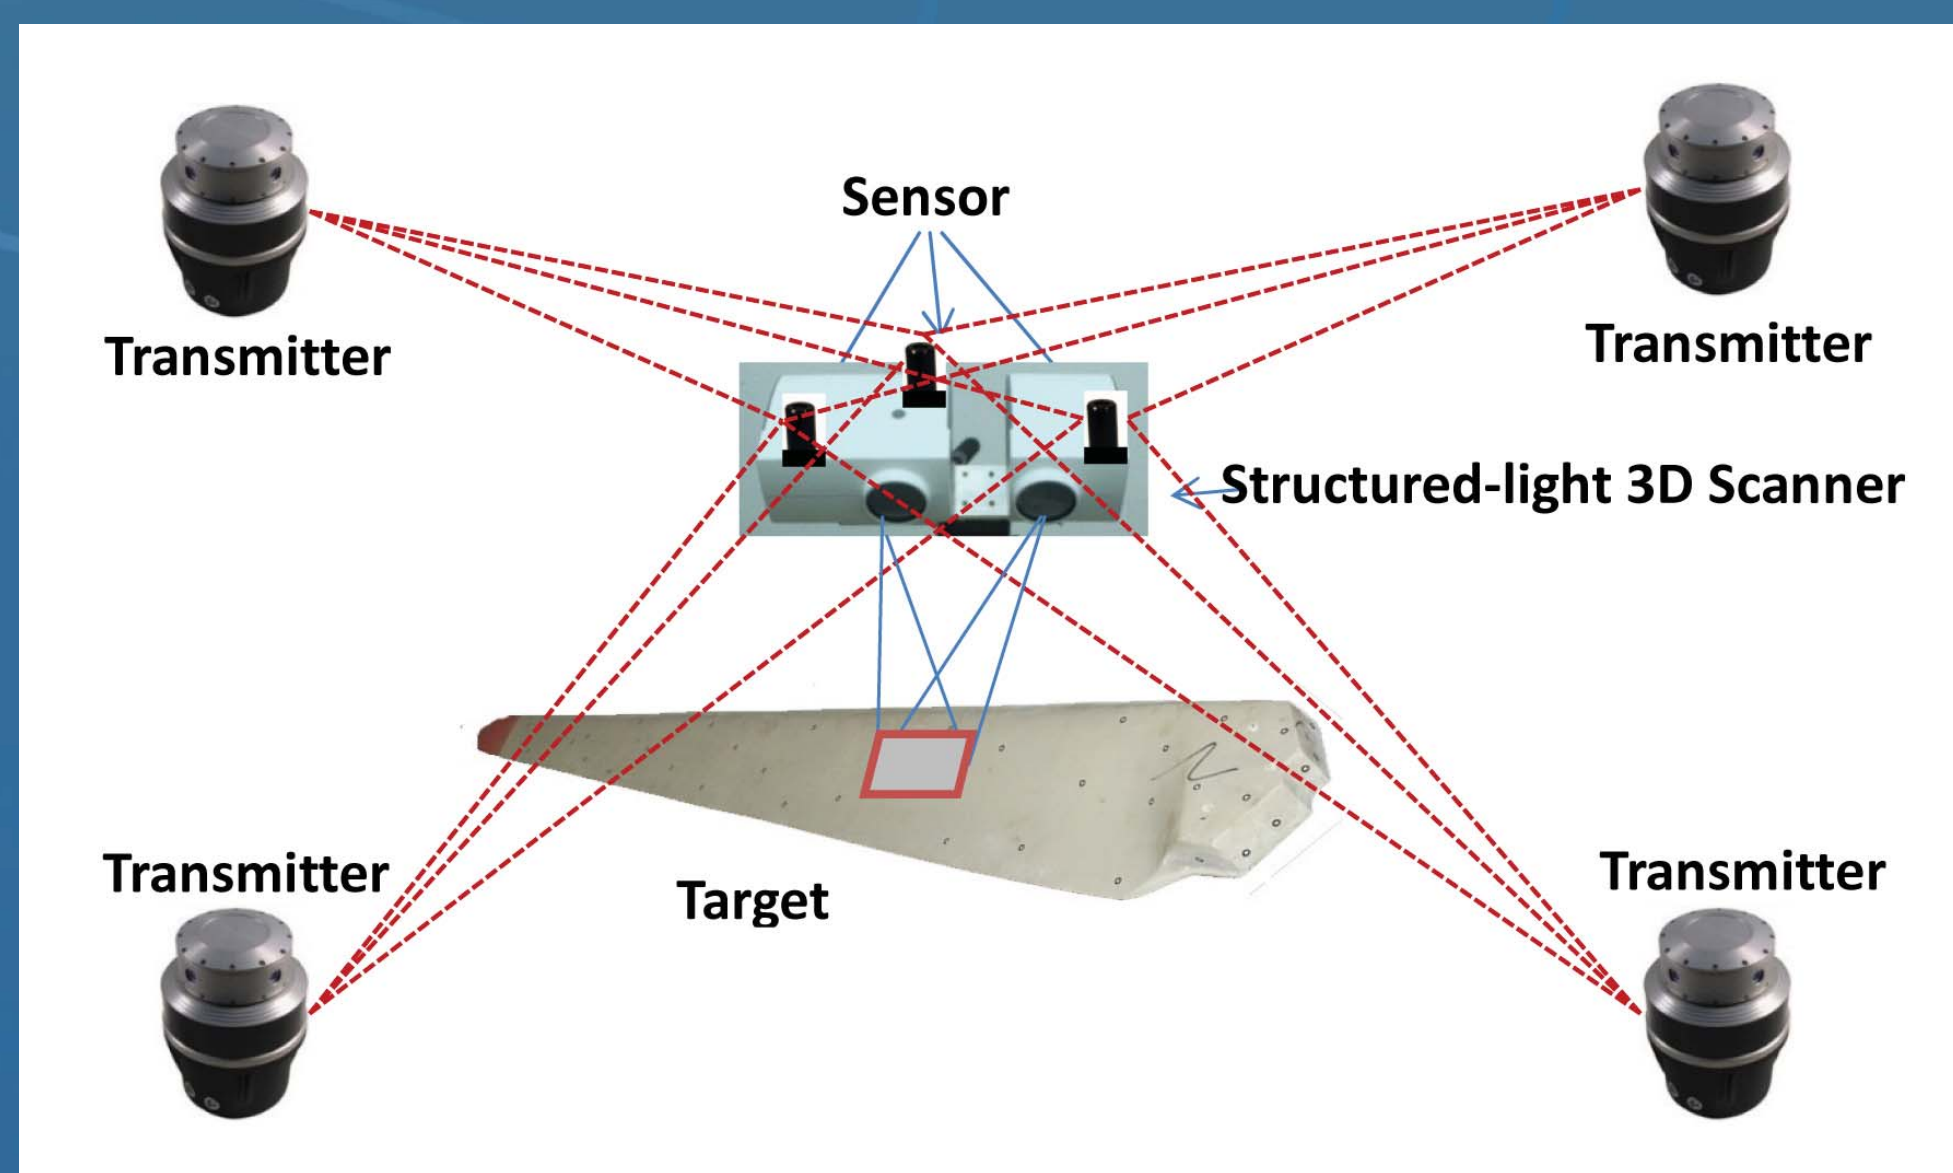 Sensor
Transmitter
Transmitter
Structured-light 3D Scanner
Transmitter
Target
Transmitter